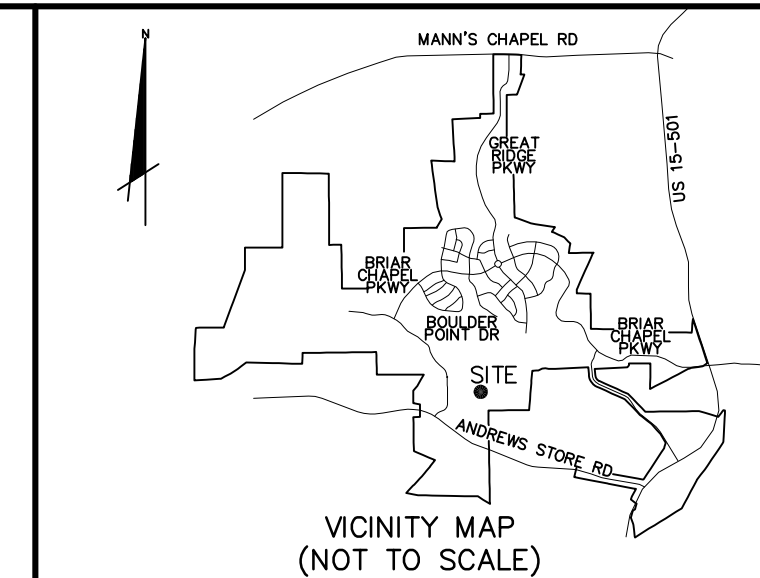 N
MANN'S CHAPEL RD
US 15-501
GREAT
RIDGE
PKWY
BRIAR
CHAPEL
PKWY
BOULDER
POINT DR
BRIAR
CHAPEL
PKWY
SITE
ANDREWS STORE RD
VICINITY MAP
(NOT TO SCALE)